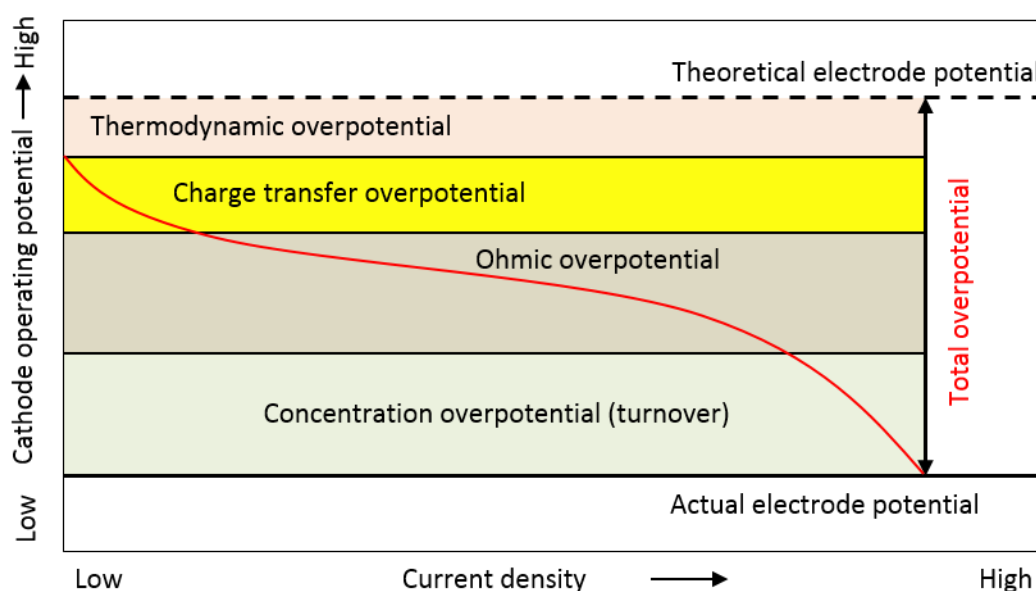 Theoretical electrode potential
Thermodynamic overpotential
Charge transfer overpotential
Ohmic overpotential
Concentration overpotential (turnover)
Actual electrode potential
Total overpotential
High
Cathode operating potential
Low
Low
Current density
High